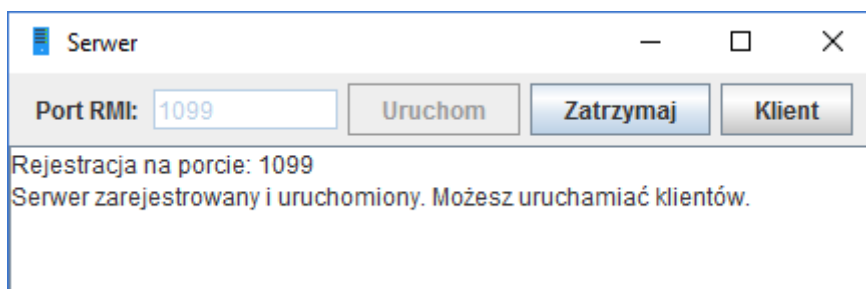 Serwer
Port RMI: 1099 Uruchom Zatrzymaj Klient
Rejestracja na porcie: 1099
Serwer zarejestrowany i uruchomiony. Możesz uruchamiać klientów.